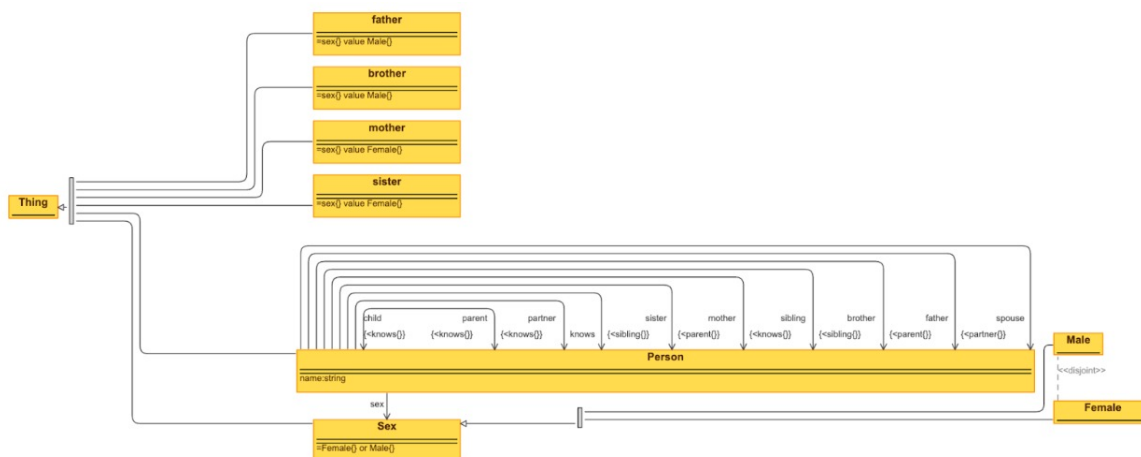 father
=sex{} value Male{}
brother
=sex{} value Male{}
mother
=sex{} value Female{}
sister
=sex{} value Female{}
Thing
child parent partner knows sister mother sibling brother father spouse
{<knows{}} {<knows{}} {<knows{}} {<sibling{}} {<parent{}} {<knows{}} {<sibling{}} {<parent{}} {<partner{}}
Person
name:string
Male
<<disjoint>>
Female
sex
Sex
=Female{} or Male{}